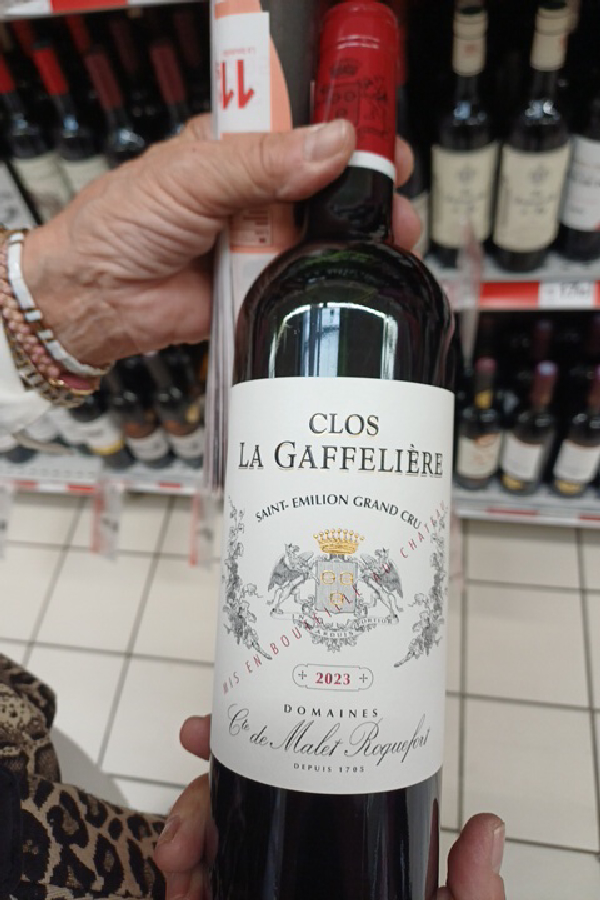 CLOS
LA GAFFELIÈRE
SAINT-EMILION GRAND CRU
MIS EN BOUTEILLE AU CHATEAU
+ 2023 +
DOMAINES
Cte de Malet Roquefort
DEPUIS 1705